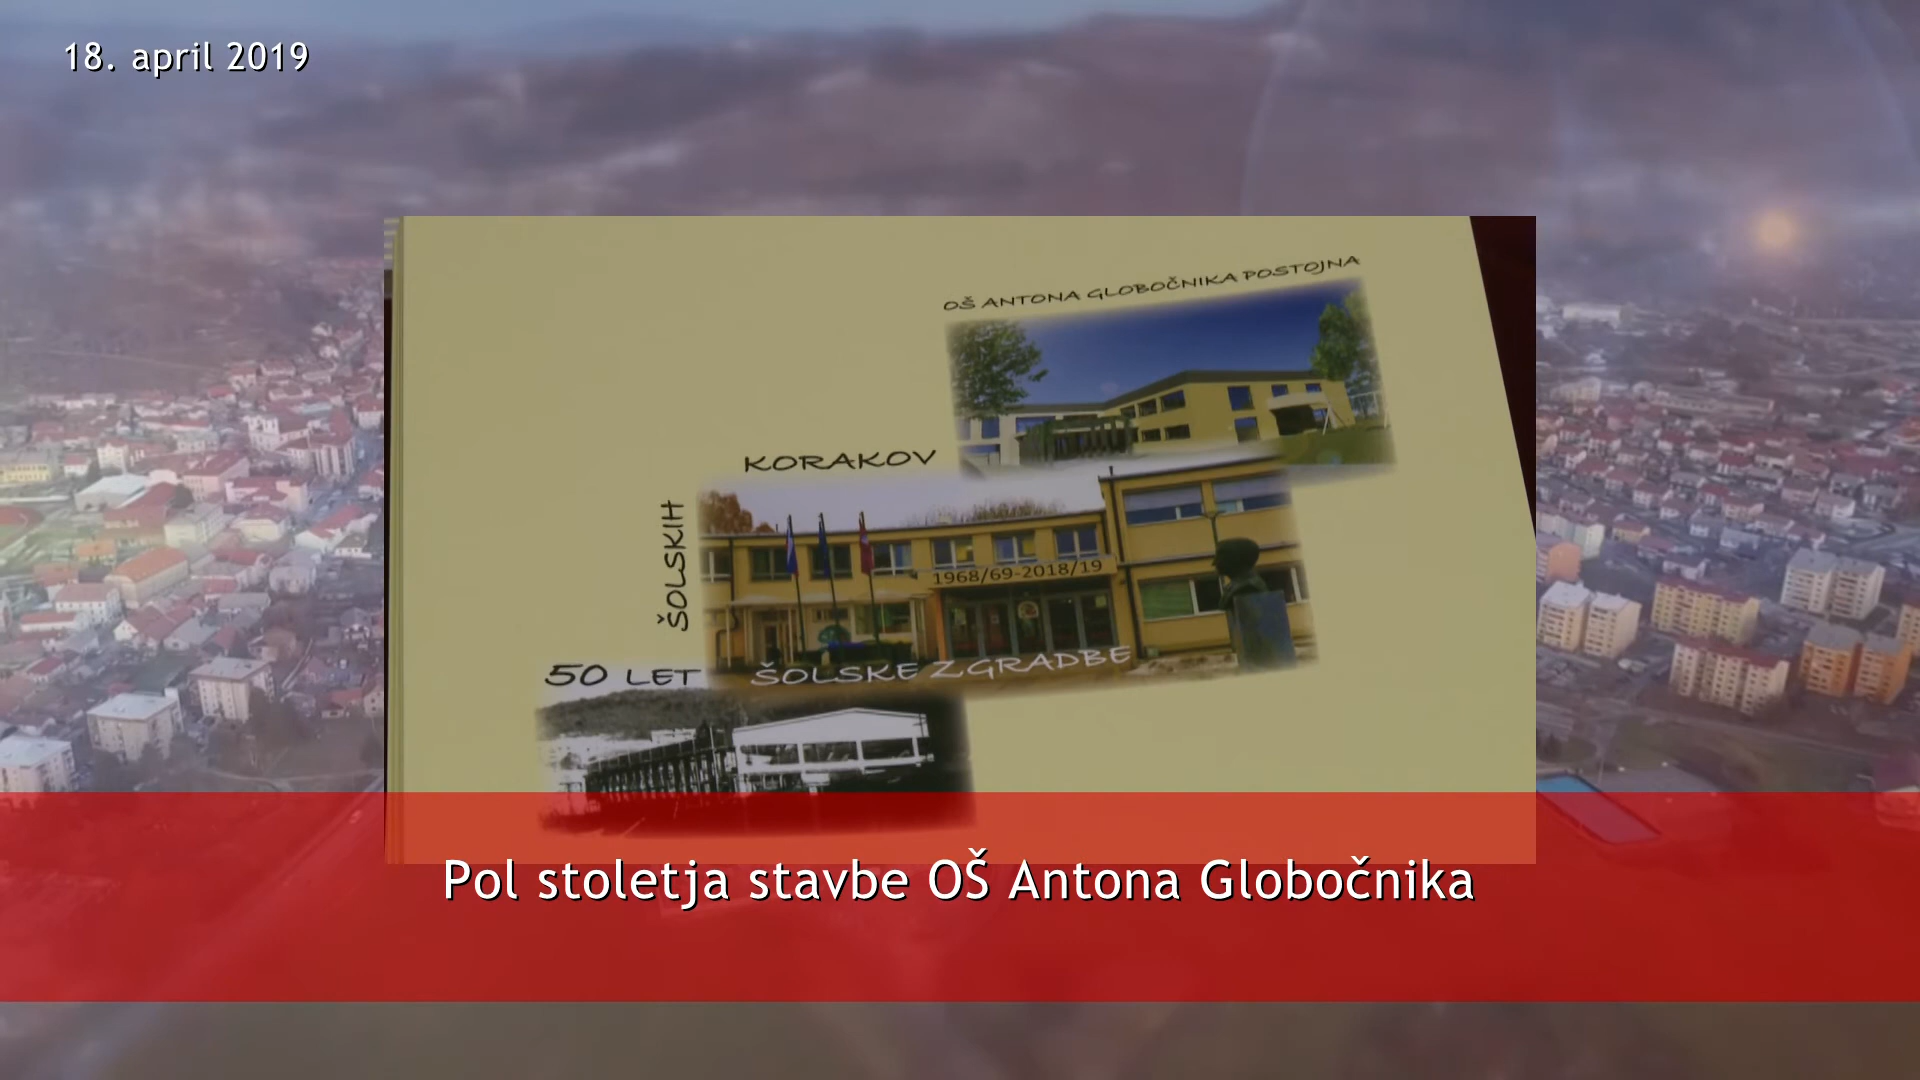 18. april 2019
OŠ ANTONA GLOBOČNIKA POSTOJNA
KORAKOV
ŠOLSKIH
1968/69-2018/19
50 LET
ŠOLSKE ZGRADBE
Pol stoletja stavbe OŠ Antona Globočnika